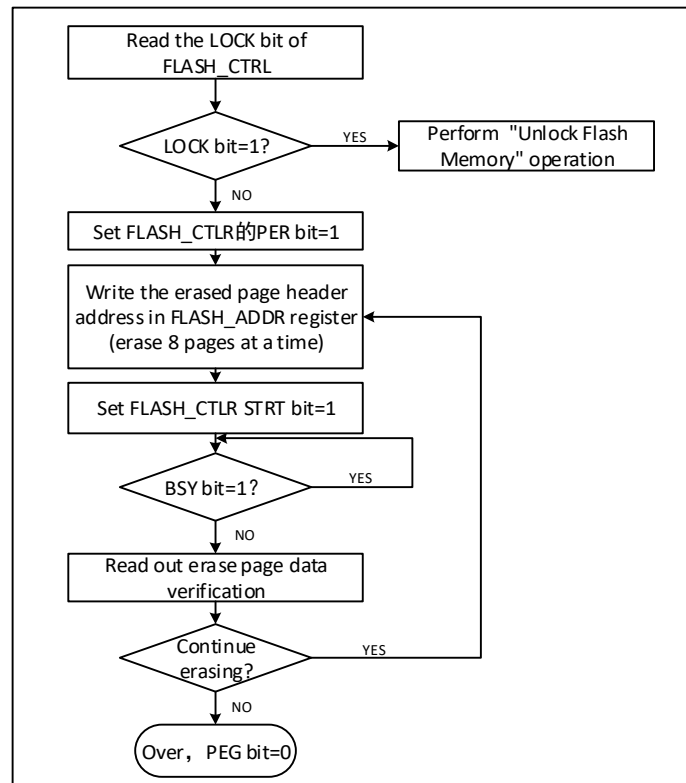 Read the LOCK bit of
FLASH_CTRL
LOCK bit=1?
YES
Perform "Unlock Flash
Memory" operation
NO
Set FLASH_CTLR的PER bit=1
Write the erased page header
address in FLASH_ADDR register
(erase 8 pages at a time)
Set FLASH_CTLR STRT bit=1
BSY bit=1?
YES
NO
Read out erase page data
verification
Continue
erasing?
YES
NO
Over，PEG bit=0